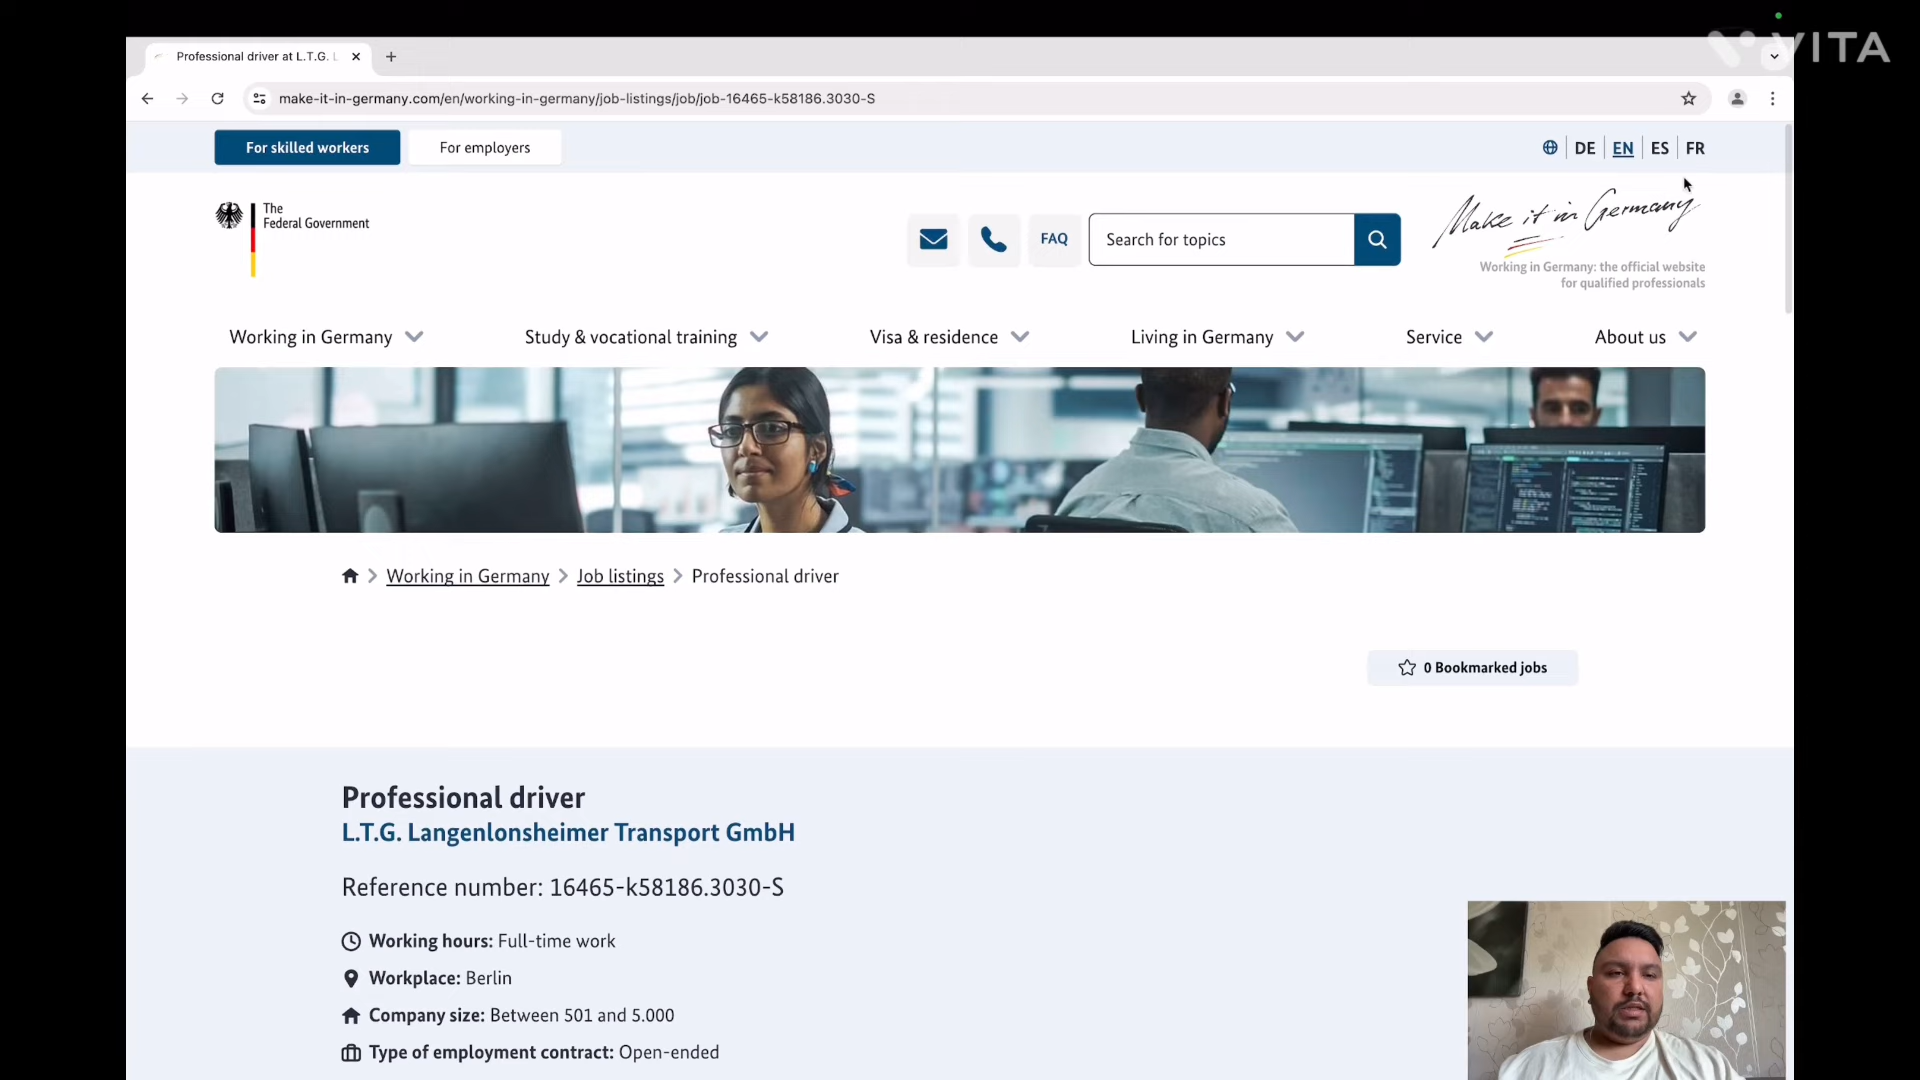 VITA
Professional driver at L.T.G. L
make-it-in-germany.com/en/working-in-germany/job-listings/job/job-16465-k58186.3030-S
For skilled workers
For employers
DE
EN
ES
FR
The
Federal Government
FAQ
Search for topics
Make it in Germany
Working in Germany: the official website
for qualified professionals
Working in Germany
Study & vocational training
Visa & residence
Living in Germany
Service
About us
Working in Germany
Job listings
Professional driver
0 Bookmarked jobs
Professional driver
L.T.G. Langenlonsheimer Transport GmbH
Reference number: 16465-k58186.3030-S
Working hours: Full-time work
Workplace: Berlin
Company size: Between 501 and 5.000
Type of employment contract: Open-ended